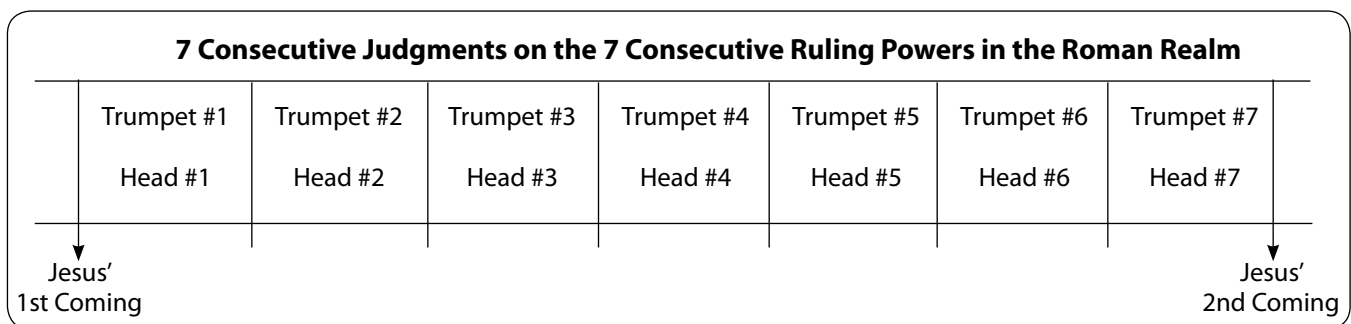 7 Consecutive Judgments on the 7 Consecutive Ruling Powers in the Roman Realm
Trumpet #1 Trumpet #2 Trumpet #3 Trumpet #4 Trumpet #5 Trumpet #6 Trumpet #7
Head #1 Head #2 Head #3 Head #4 Head #5 Head #6 Head #7
Jesus’ Jesus’
1st Coming 2nd Coming